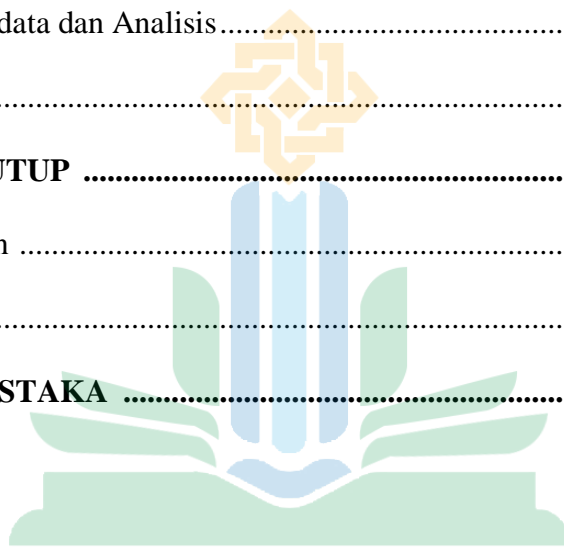 data dan Analisis....................................
.......................................................................
UTUP ............................................................
n ....................................................................
.......................................................................
STAKA .......................................................